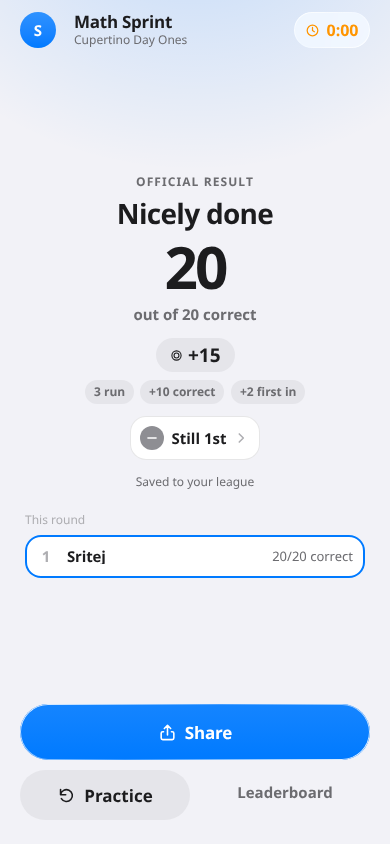 S
Math Sprint
Cupertino Day Ones
0:00
OFFICIAL RESULT
Nicely done
20
out of 20 correct
+15
3 run
+10 correct
+2 first in
Still 1st
Saved to your league
This round
1 Sritej 20/20 correct
Share
Practice
Leaderboard